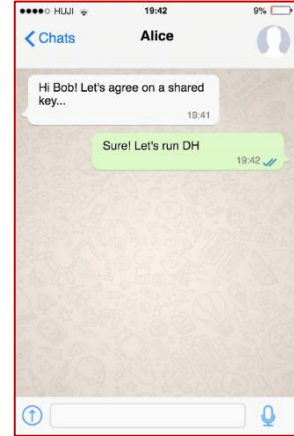 HUJI 19:42 9%
Chats Alice
Hi Bob! Let's agree on a shared
key...
19:41
Sure! Let's run DH
19:42